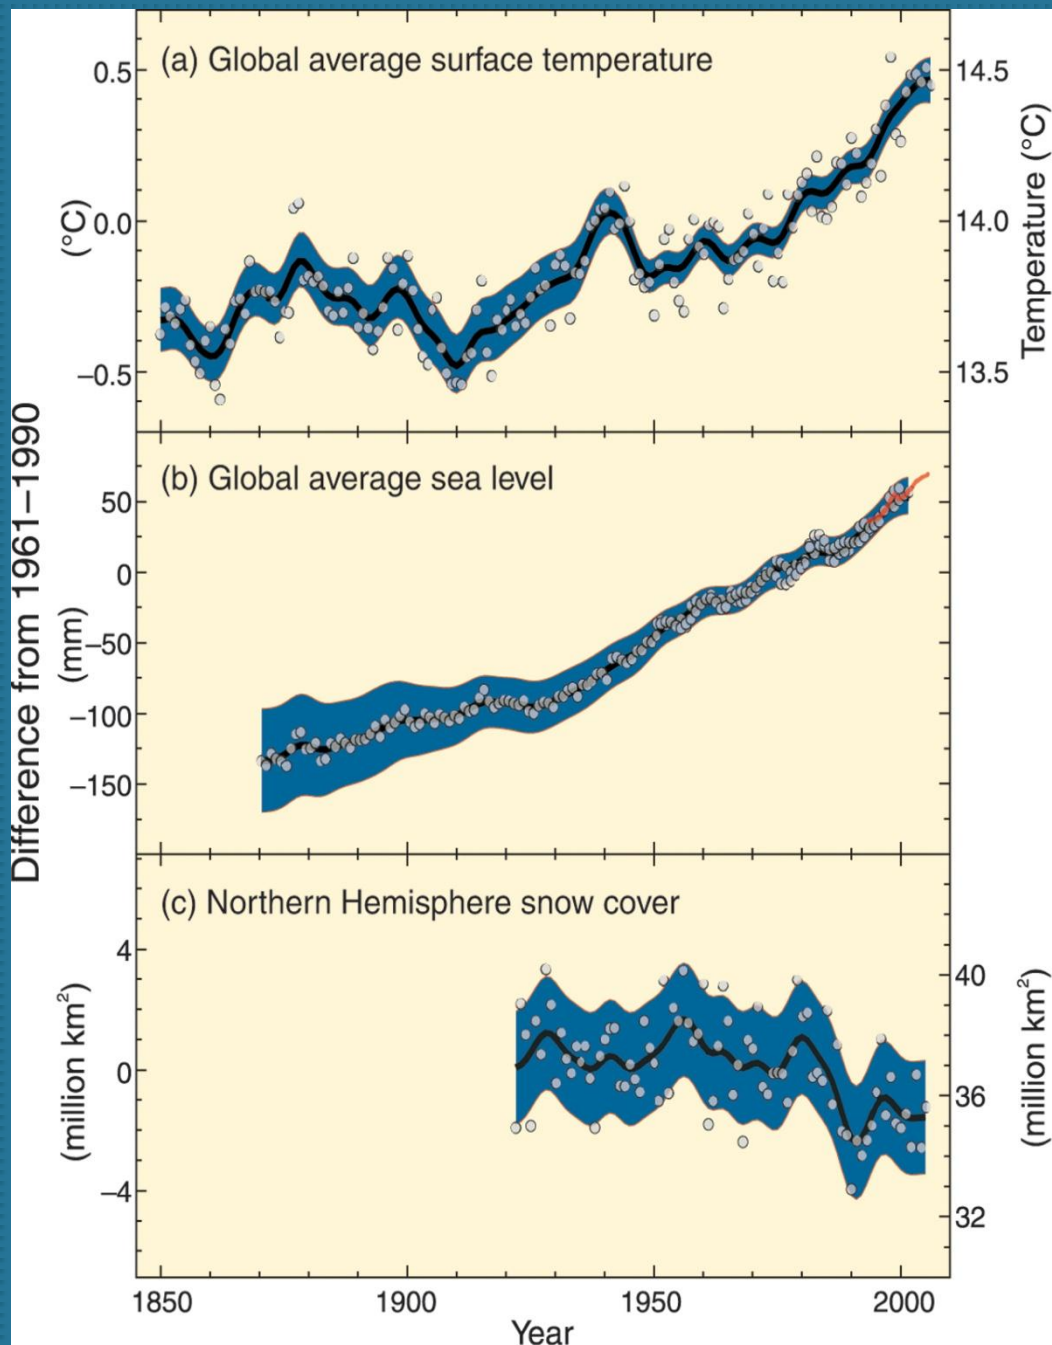 (a) Global average surface temperature
0.5
0.0
−0.5
(°C)
14.5
14.0
13.5
Temperature (°C)
Difference from 1961–1990
(b) Global average sea level
50
0
−50
−100
−150
(mm)
(c) Northern Hemisphere snow cover
4
0
−4
(million km²)
40
36
32
(million km²)
1850
1900
1950
2000
Year